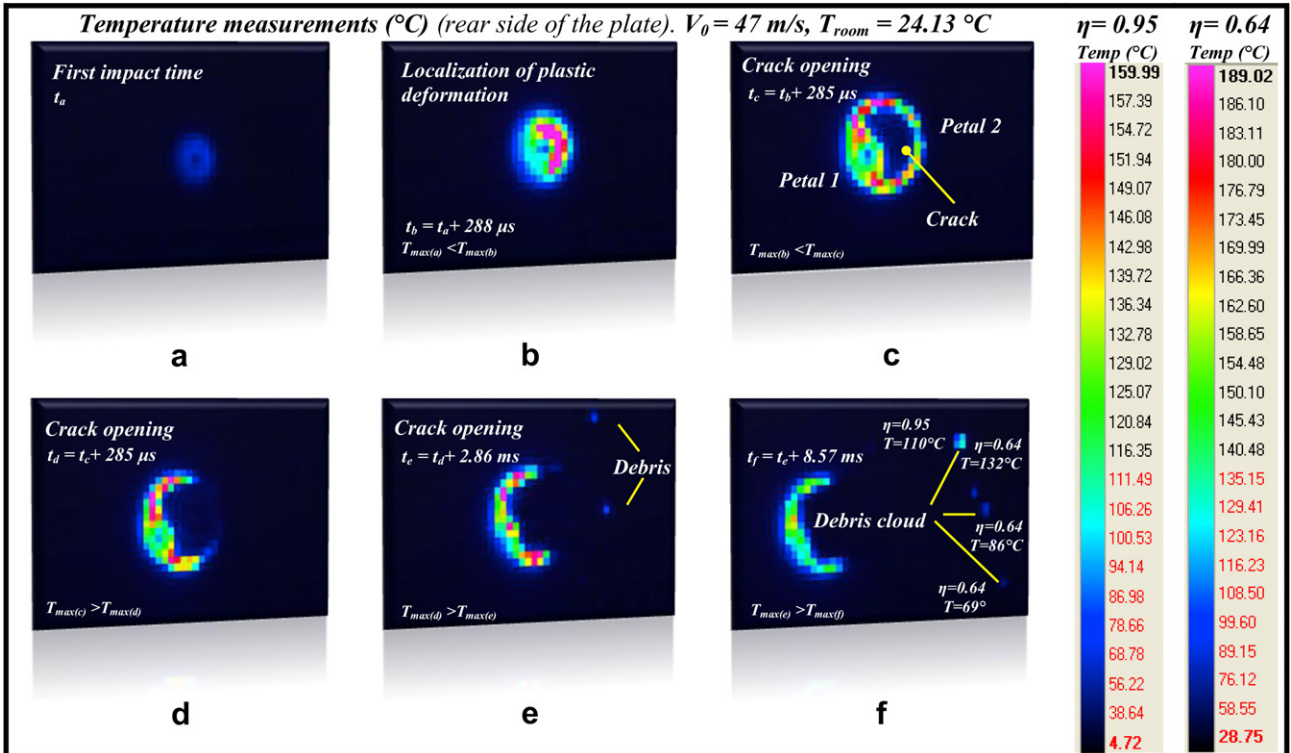 Temperature measurements (°C) (rear side of the plate). V0 = 47 m/s, Troom = 24.13 °C
η= 0.95
η= 0.64
Temp (°C)
Temp (°C)
First impact time
ta
a
Localization of plastic
deformation
tb = ta+ 288 μs
Tmax(a) <Tmax(b)
b
Crack opening
tc = tb+ 285 μs
Petal 2
Petal 1
Crack
Tmax(b) <Tmax(c)
c
Crack opening
td = tc+ 285 μs
Tmax(c) >Tmax(d)
d
Crack opening
te = td+ 2.86 ms
Debris
Tmax(d) >Tmax(e)
e
η=0.95
T=110°C
η=0.64
T=132°C
tf = te+ 8.57 ms
Debris cloud
η=0.64
T=86°C
η=0.64
T=69°
Tmax(e) >Tmax(f)
f
159.99
157.39
154.72
151.94
149.07
146.08
142.98
139.72
136.34
132.78
129.02
125.07
120.84
116.35
111.49
106.26
100.53
94.14
86.98
78.66
68.78
56.22
38.64
4.72
189.02
186.10
183.11
180.00
176.79
173.45
169.99
166.36
162.60
158.65
154.48
150.10
145.43
140.48
135.15
129.41
123.16
116.23
108.50
99.60
89.15
76.12
58.55
28.75